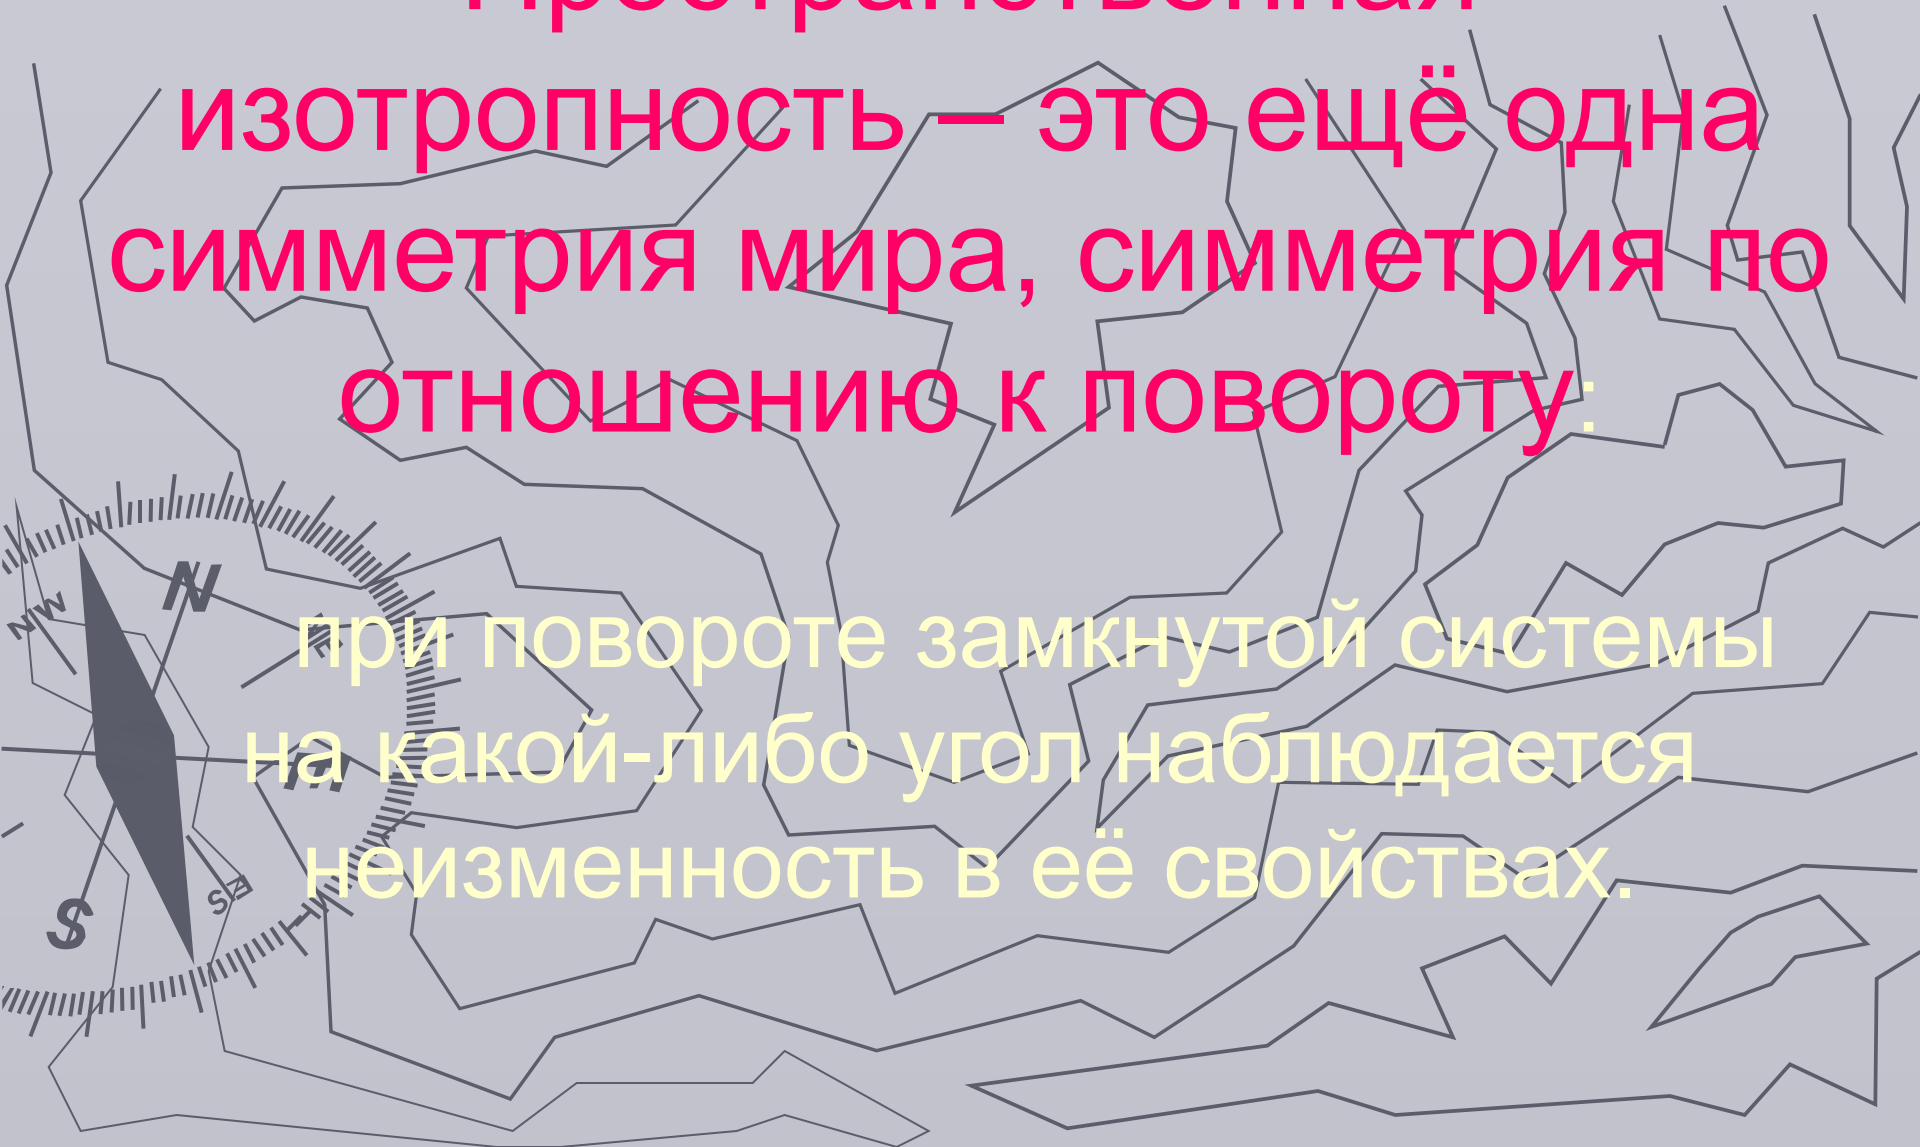 Пространственная
изотропность – это ещё одна
симметрия мира, симметрия по
отношению к повороту:
N
при повороте замкнутой системы
на какой-либо угол наблюдается
неизменность в её свойствах.
S